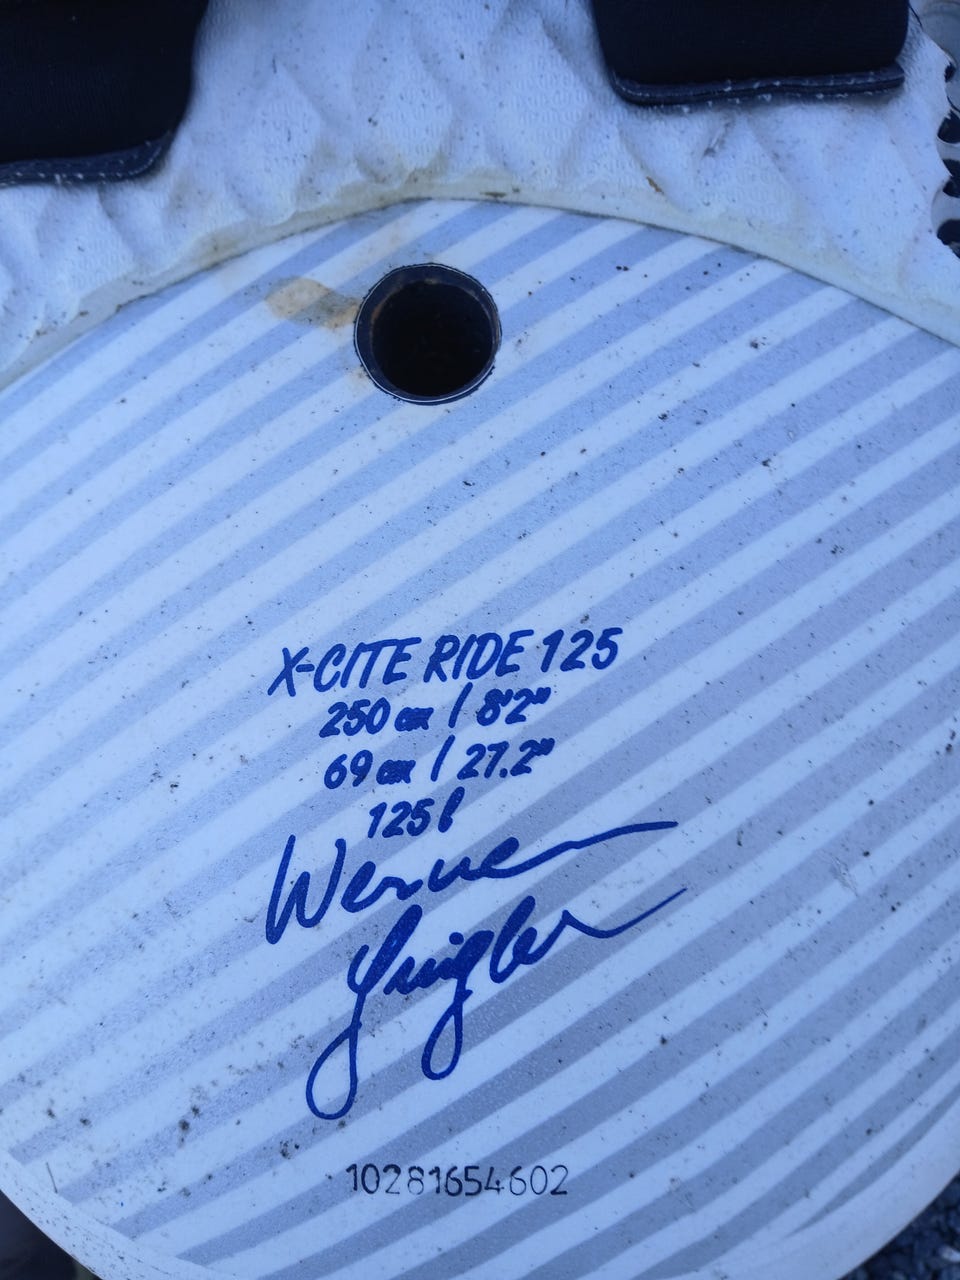 X-CITE RIDE 125
250 cm / 8'2"
69 cm / 27.2"
125 l
Werner
Gnigler
10281654602